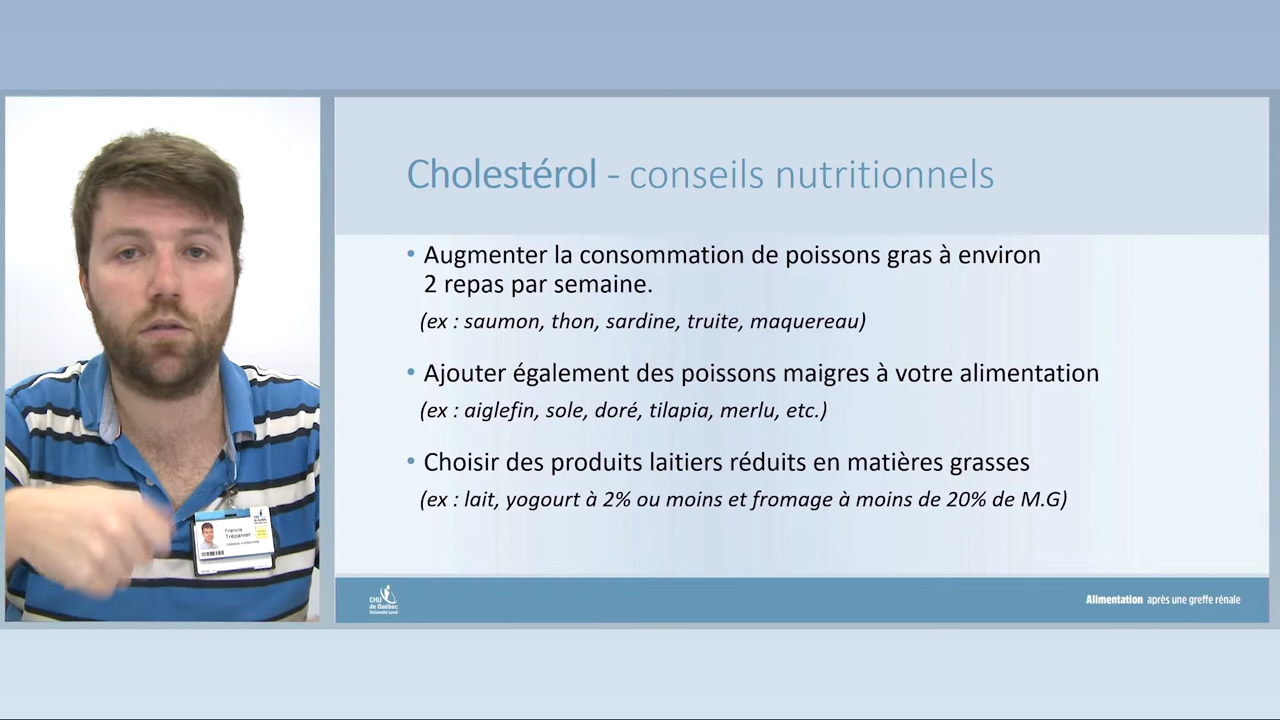 Cholestérol - conseils nutritionnels
• Augmenter la consommation de poissons gras à environ
2 repas par semaine.
(ex : saumon, thon, sardine, truite, maquereau)
• Ajouter également des poissons maigres à votre alimentation
(ex : aiglefin, sole, doré, tilapia, merlu, etc.)
• Choisir des produits laitiers réduits en matières grasses
(ex : lait, yogourt à 2% ou moins et fromage à moins de 20% de M.G)
Francis
Trépanier
CHU
de Québec
Université Laval
Alimentation après une greffe rénale